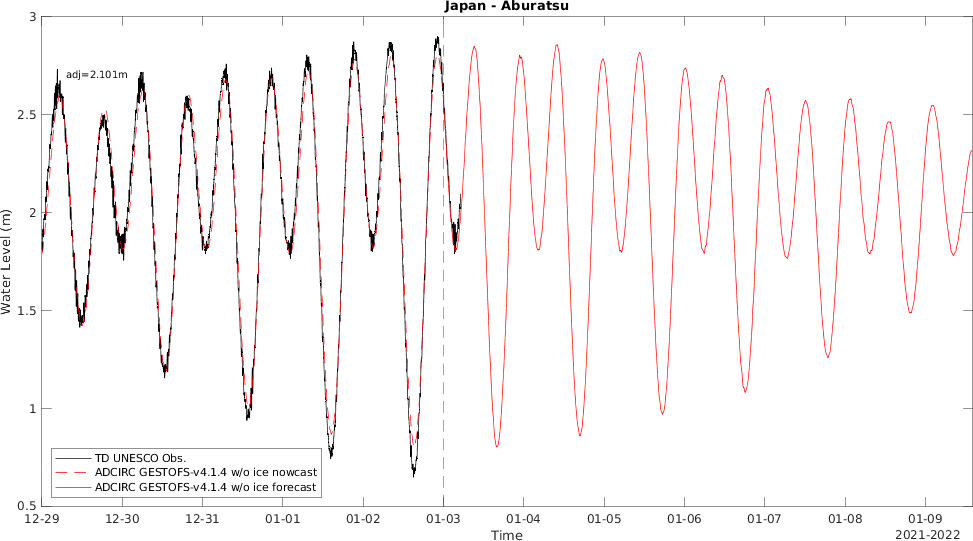 Japan - Aburatsu
Water Level (m)
3
2.5
2
1.5
1
0.5
adj=2.101m
TD UNESCO Obs.
ADCIRC GESTOFS-v4.1.4 w/o ice nowcast
ADCIRC GESTOFS-v4.1.4 w/o ice forecast
12-29 12-30 12-31 01-01 01-02 01-03 01-04 01-05 01-06 01-07 01-08 01-09
Time
2021-2022